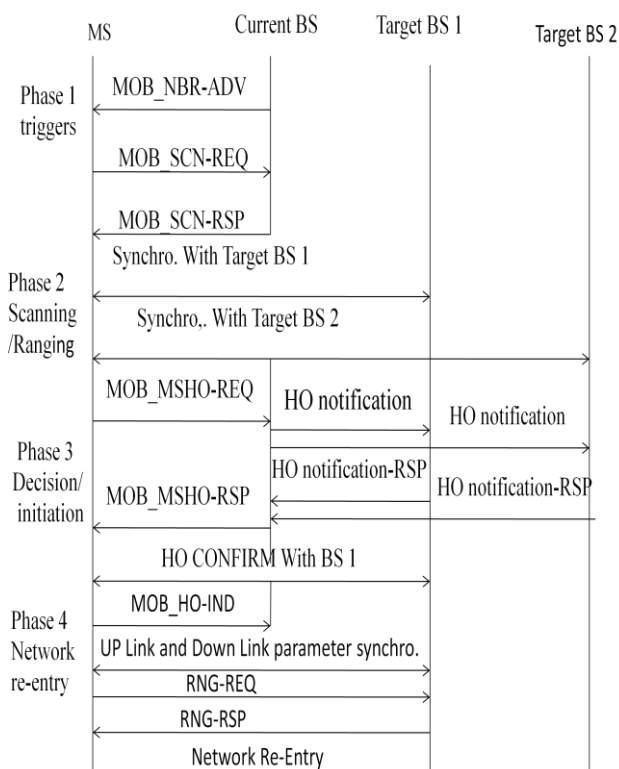 MS
Current BS
Target BS 1
Target BS 2
Phase 1
triggers
MOB_NBR-ADV
MOB_SCN-REQ
MOB_SCN-RSP
Synchro. With Target BS 1
Phase 2
Scanning
/Ranging
Synchro,. With Target BS 2
MOB_MSHO-REQ
HO notification
HO notification
Phase 3
Decision/
initiation
HO notification-RSP
HO notification-RSP
MOB_MSHO-RSP
HO CONFIRM With BS 1
Phase 4
Network
re-entry
MOB_HO-IND
UP Link and Down Link parameter synchro.
RNG-REQ
RNG-RSP
Network Re-Entry